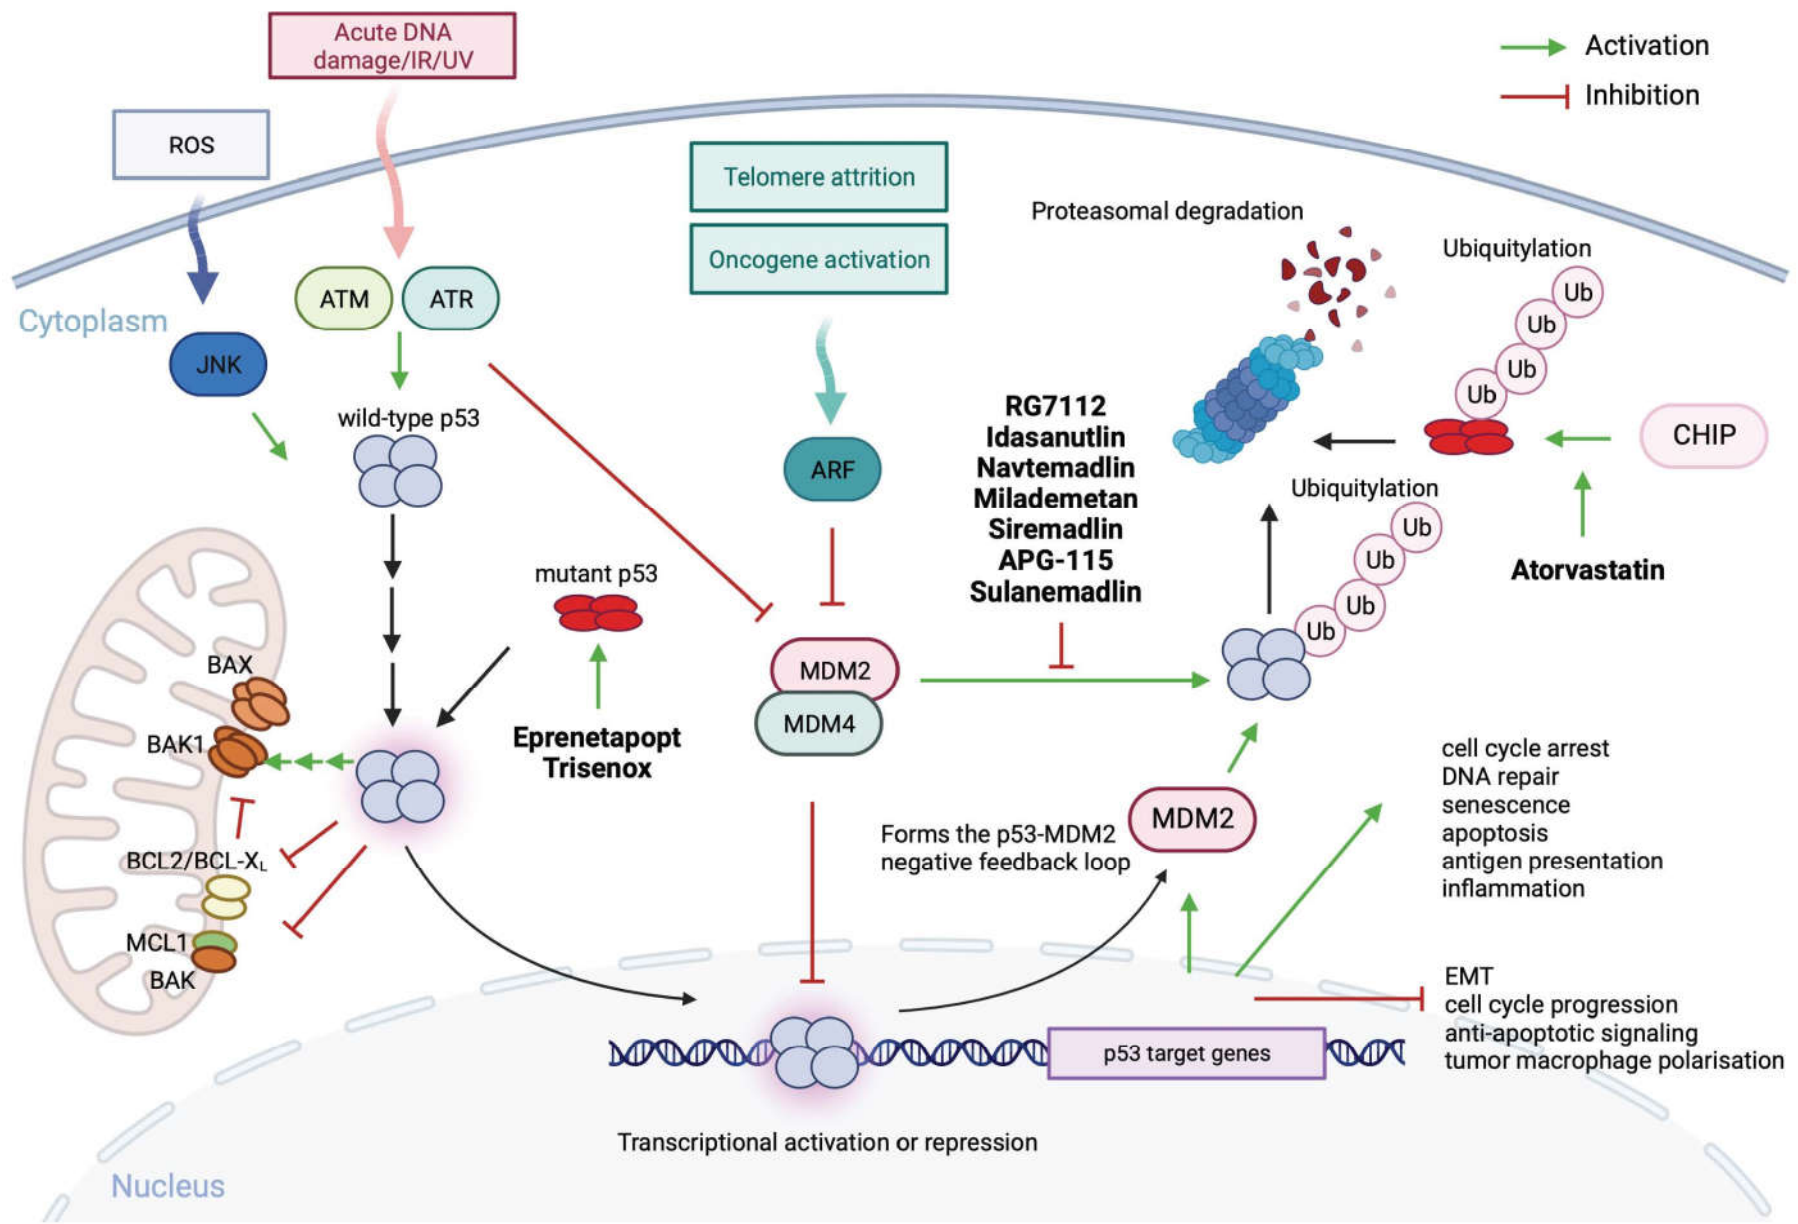 Acute DNA
damage/IR/UV
Activation
Inhibition
ROS
Telomere attrition
Oncogene activation
Proteasomal degradation
Ubiquitylation
Ub
Ub
Ub
Ub
Cytoplasm
ATM
ATR
JNK
wild-type p53
ARF
RG7112
Idasanutlin
Navtemadlin
Milademetan
Siremadlin
APG-115
Sulanemadlin
CHIP
Ubiquitylation
Ub
Ub
Ub
Ub
Atorvastatin
mutant p53
Eprenetapopt
Trisenox
MDM2
MDM4
BAX
BAK1
BCL2/BCL-XL
MCL1
BAK
Forms the p53-MDM2
negative feedback loop
MDM2
cell cycle arrest
DNA repair
senescence
apoptosis
antigen presentation
inflammation
EMT
cell cycle progression
anti-apoptotic signaling
tumor macrophage polarisation
p53 target genes
Transcriptional activation or repression
Nucleus